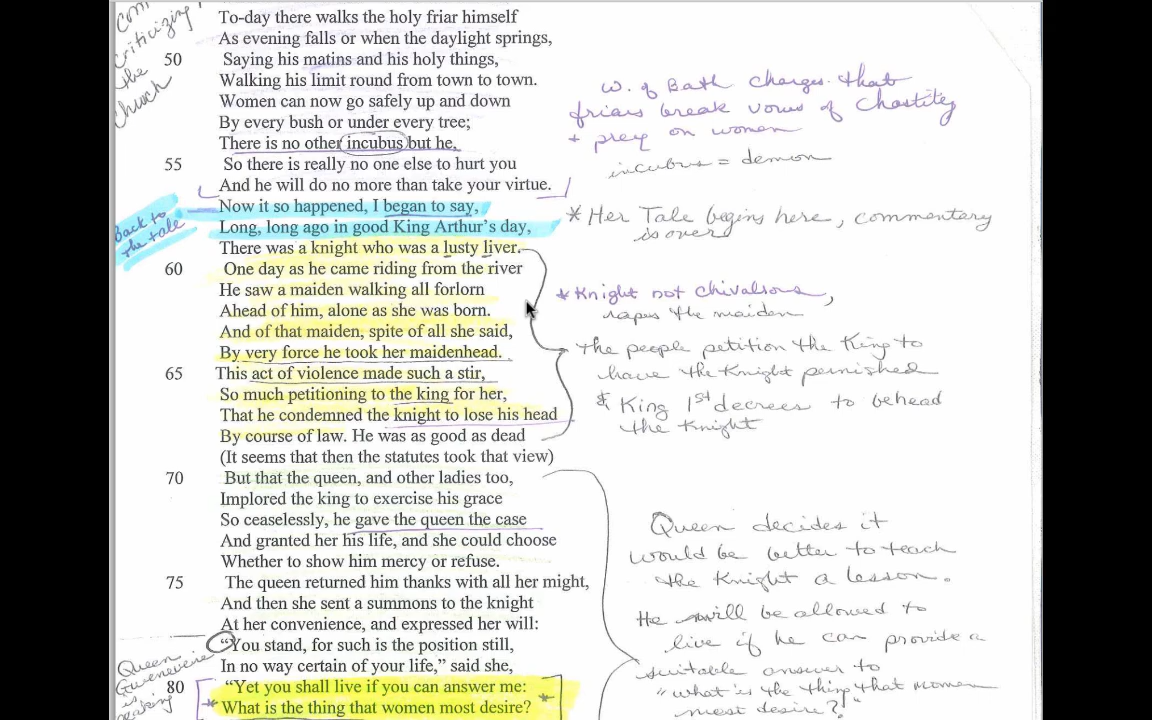 com
criticizing
the
church
To-day there walks the holy friar himself
As evening falls or when the daylight springs,
50 Saying his matins and his holy things,
Walking his limit round from town to town.
Women can now go safely up and down
By every bush or under every tree;
There is no other incubus but he,
55 So there is really no one else to hurt you
And he will do no more than take your virtue.
Now it so happened, I began to say,
Long, long ago in good King Arthur's day,
There was a knight who was a lusty liver.
60 One day as he came riding from the river
He saw a maiden walking all forlorn
Ahead of him, alone as she was born.
And of that maiden, spite of all she said,
By very force he took her maidenhead.
65 This act of violence made such a stir,
So much petitioning to the king for her,
That he condemned the knight to lose his head
By course of law. He was as good as dead
(It seems that then the statutes took that view)
70 But that the queen, and other ladies too,
Implored the king to exercise his grace
So ceaselessly, he gave the queen the case
And granted her his life, and she could choose
Whether to show him mercy or refuse.
75 The queen returned him thanks with all her might,
And then she sent a summons to the knight
At her convenience, and expressed her will:
"You stand, for such is the position still,
In no way certain of your life," said she,
80 "Yet you shall live if you can answer me:
What is the thing that women most desire?
Back to
the tale
Queen
Guenevere
is
speaking
W. of Bath charges that
friars break vows of Chastity
+ prey on women
incubus = demon
* Her Tale begins here, commentary
is over
* Knight not chivalrous,
rapes the maiden
The people petition the King to
have the Knight punished
& King 1st decrees to behead
the Knight
Queen decides it
would be better to teach
the Knight a lesson.
He will be allowed to
live if he can provide a
suitable answer to
"what is the thing that women
most desire?"